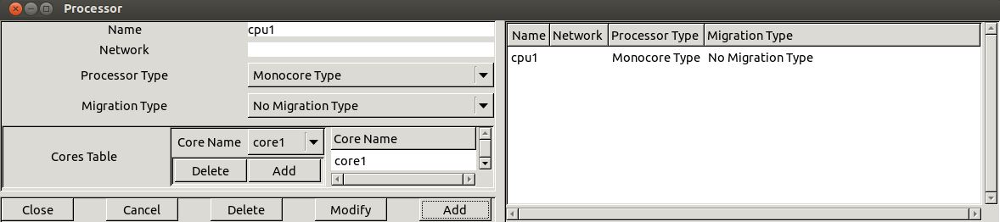 Processor
Name cpu1
Network
Processor Type Monocore Type
Migration Type No Migration Type
Cores Table
Core Name core1
Delete Add
Core Name
core1
Close Cancel Delete Modify Add
Name Network Processor Type Migration Type
cpu1 Monocore Type No Migration Type